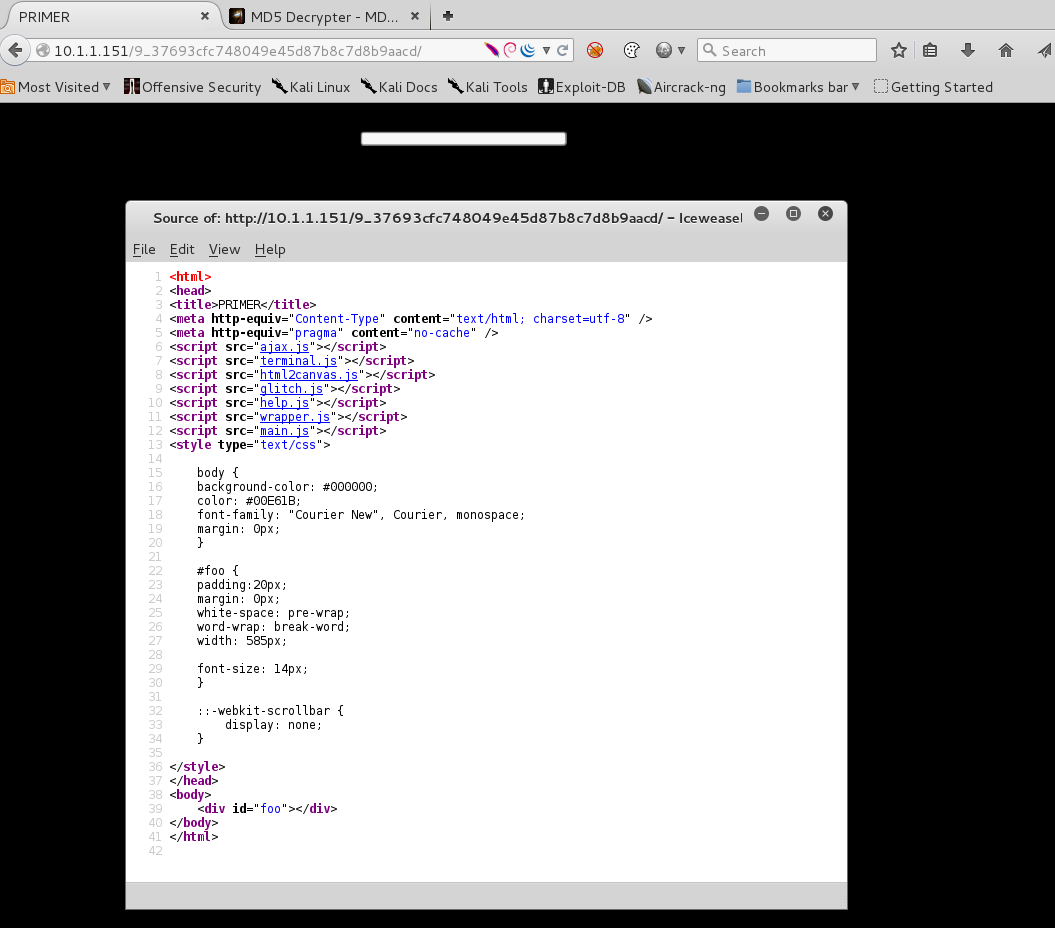 PRIMER
MD5 Decrypter - MD...
10.1.1.151/9_37693cfc748049e45d87b8c7d8b9aacd/
Search
Most Visited
Offensive Security
Kali Linux
Kali Docs
Kali Tools
Exploit-DB
Aircrack-ng
Bookmarks bar
Getting Started
Source of: http://10.1.1.151/9_37693cfc748049e45d87b8c7d8b9aacd/ - Iceweasel
File Edit View Help
1 <html>
2 <head>
3 <title>PRIMER</title>
4 <meta http-equiv="Content-Type" content="text/html; charset=utf-8" />
5 <meta http-equiv="pragma" content="no-cache" />
6 <script src="ajax.js"></script>
7 <script src="terminal.js"></script>
8 <script src="html2canvas.js"></script>
9 <script src="glitch.js"></script>
10 <script src="help.js"></script>
11 <script src="wrapper.js"></script>
12 <script src="main.js"></script>
13 <style type="text/css">
14
15 body {
16 background-color: #000000;
17 color: #00E61B;
18 font-family: "Courier New", Courier, monospace;
19 margin: 0px;
20 }
21
22 #foo {
23 padding:20px;
24 margin: 0px;
25 white-space: pre-wrap;
26 word-wrap: break-word;
27 width: 585px;
28
29 font-size: 14px;
30 }
31
32 ::-webkit-scrollbar {
33 display: none;
34 }
35
36 </style>
37 </head>
38 <body>
39 <div id="foo"></div>
40 </body>
41 </html>
42